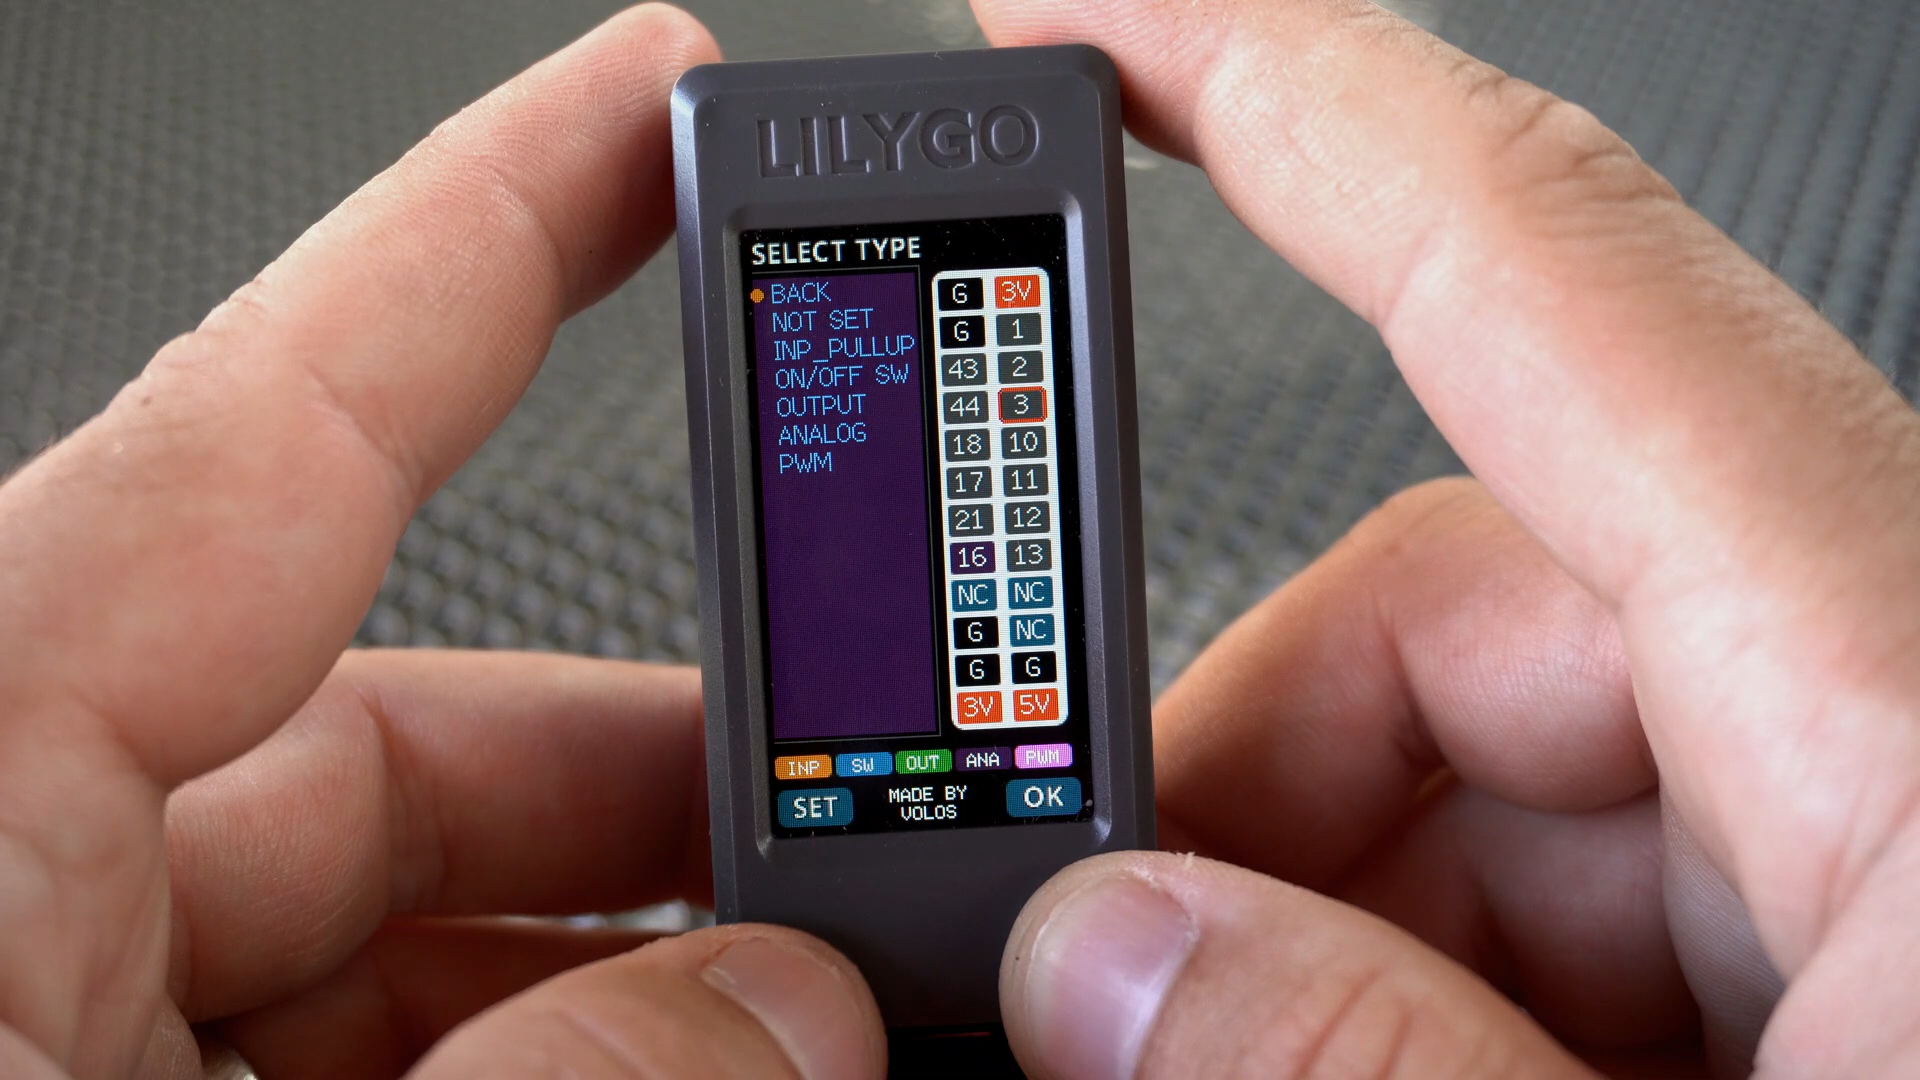 LILYGO
SELECT TYPE
BACK
NOT SET
INP_PULLUP
ON/OFF SW
OUTPUT
ANALOG
PWM
G 3V
G 1
43 2
44 3
18 10
17 11
21 12
16 13
NC NC
G NC
G G
3V 5V
INP SW OUT ANA PWM
SET MADE BY VOLOS OK